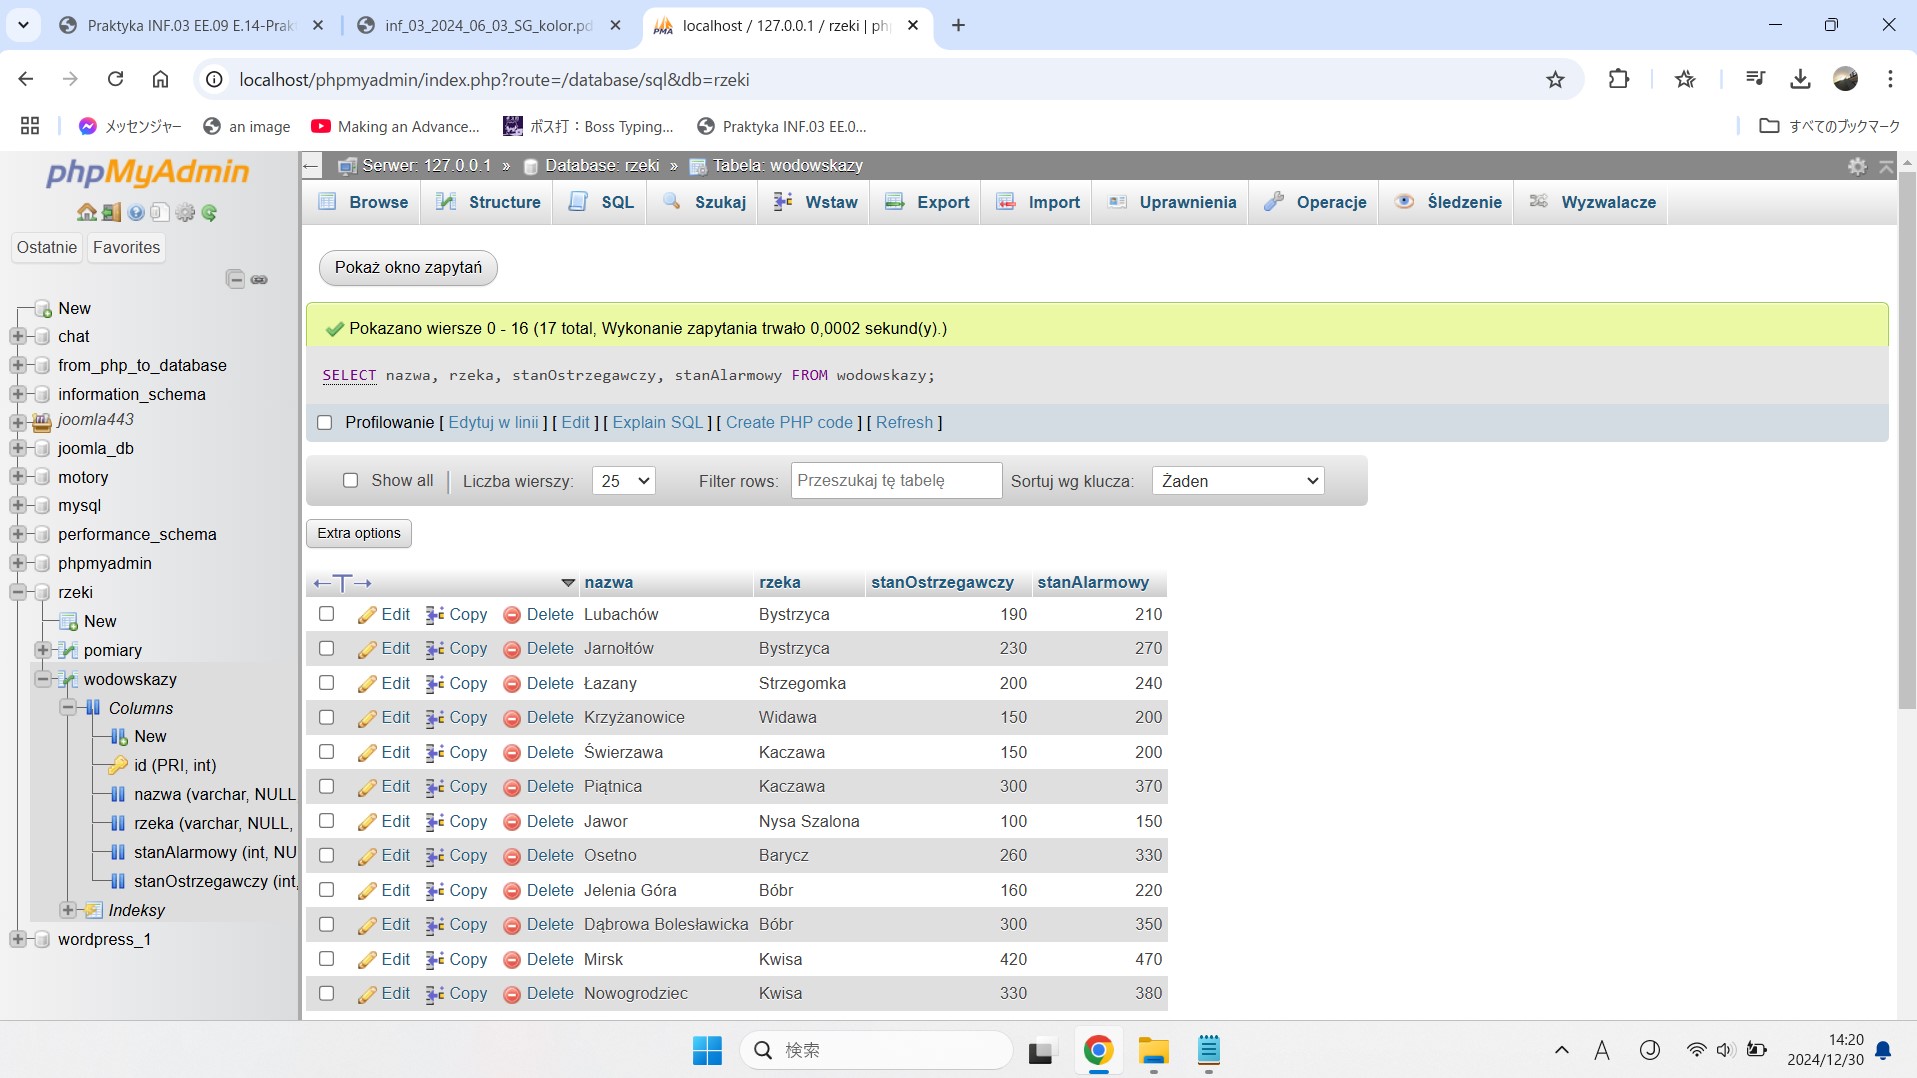 Praktyka INF.03 EE.09 E.14-Prak
inf_03_2024_06_03_SG_kolor.pd
localhost / 127.0.0.1 / rzeki | ph
localhost/phpmyadmin/index.php?route=/database/sql&db=rzeki
メッセンジャー
an image
Making an Advance...
ボス打：Boss Typing...
Praktyka INF.03 EE.0...
すべてのブックマーク
phpMyAdmin
Ostatnie
Favorites
New
chat
from_php_to_database
information_schema
joomla443
joomla_db
motory
mysql
performance_schema
phpmyadmin
rzeki
New
pomiary
wodowskazy
Columns
New
id (PRI, int)
nazwa (varchar, NULL
rzeka (varchar, NULL,
stanAlarmowy (int, NU
stanOstrzegawczy (int,
Indeksy
wordpress_1
Serwer: 127.0.0.1 » Database: rzeki » Tabela: wodowskazy
Browse Structure SQL Szukaj Wstaw Export Import Uprawnienia Operacje Śledzenie Wyzwalacze
Pokaż okno zapytań
Pokazano wiersze 0 - 16 (17 total, Wykonanie zapytania trwało 0,0002 sekund(y).)
SELECT nazwa, rzeka, stanOstrzegawczy, stanAlarmowy FROM wodowskazy;
Profilowanie [ Edytuj w linii ] [ Edit ] [ Explain SQL ] [ Create PHP code ] [ Refresh ]
Show all Liczba wierszy: 25 Filter rows: Przeszukaj tę tabelę Sortuj wg klucza: Żaden
Extra options
nazwa rzeka stanOstrzegawczy stanAlarmowy
Edit Copy Delete Lubachów Bystrzyca 190 210
Edit Copy Delete Jarnołtów Bystrzyca 230 270
Edit Copy Delete Łazany Strzegomka 200 240
Edit Copy Delete Krzyżanowice Widawa 150 200
Edit Copy Delete Świerzawa Kaczawa 150 200
Edit Copy Delete Piątnica Kaczawa 300 370
Edit Copy Delete Jawor Nysa Szalona 100 150
Edit Copy Delete Osetno Barycz 260 330
Edit Copy Delete Jelenia Góra Bóbr 160 220
Edit Copy Delete Dąbrowa Bolesławicka Bóbr 300 350
Edit Copy Delete Mirsk Kwisa 420 470
Edit Copy Delete Nowogrodziec Kwisa 330 380
検索
A
J
14:20
2024/12/30